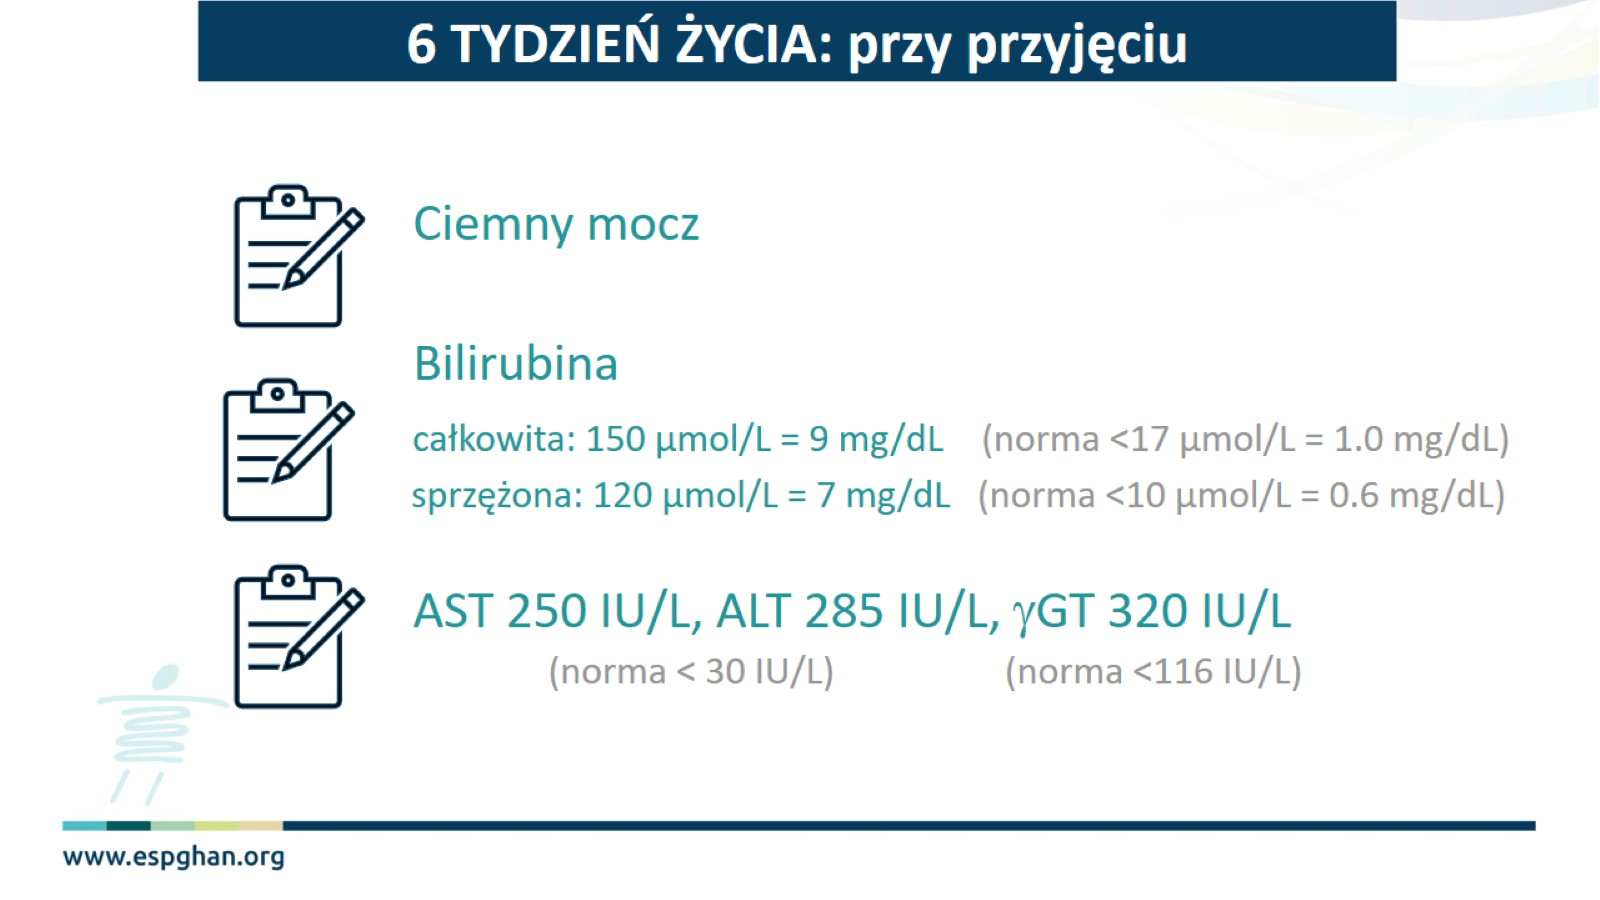 6 TYDZIEŃ ŻYCIA: przy przyjęciu
Ciemny mocz
Bilirubina
całkowita: 150 µmol/L = 9 mg/dL (norma <17 µmol/L = 1.0 mg/dL)
sprzężona: 120 µmol/L = 7 mg/dL (norma <10 µmol/L = 0.6 mg/dL)
AST 250 IU/L, ALT 285 IU/L, γGT 320 IU/L
(norma < 30 IU/L) (norma <116 IU/L)
www.espghan.org